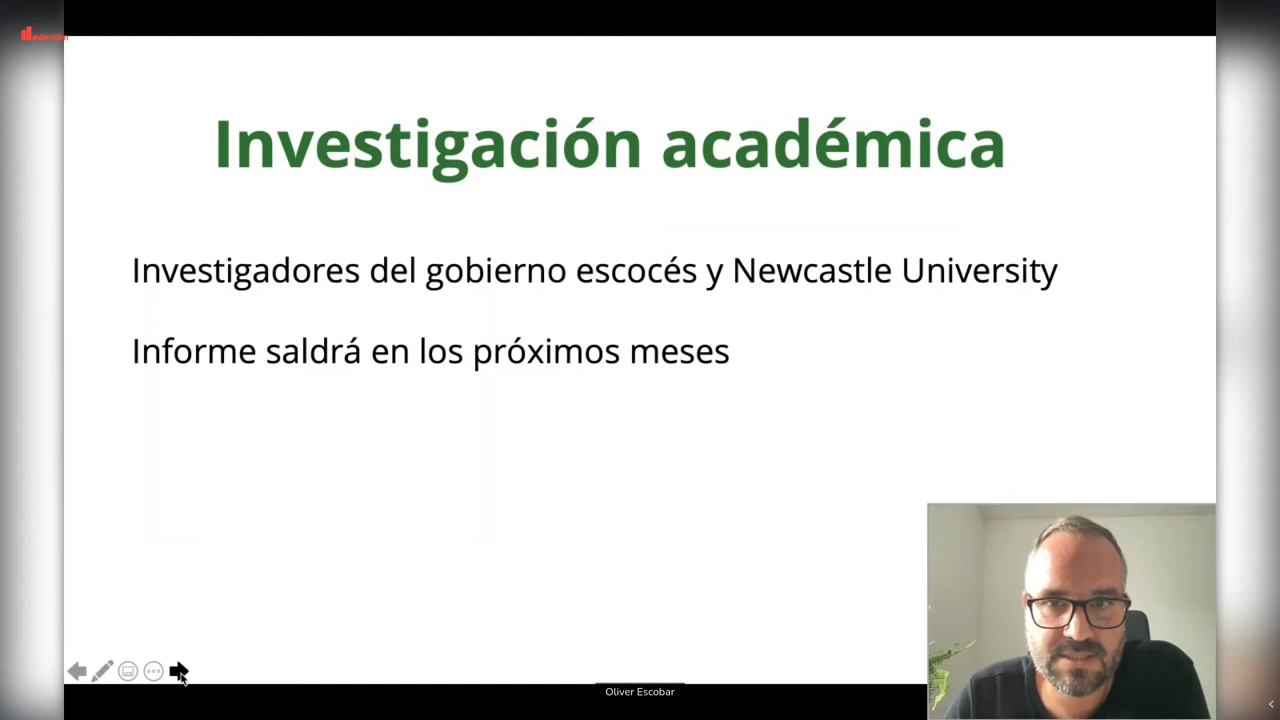 Investigación académica
Investigadores del gobierno escocés y Newcastle University
Informe saldrá en los próximos meses
Oliver Escobar